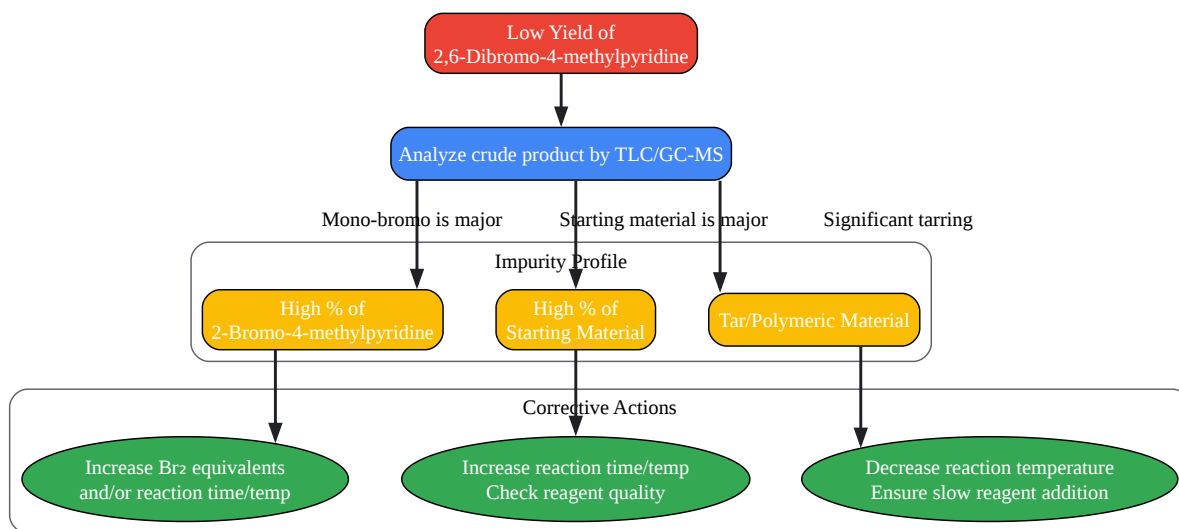 Low Yield of
2,6-Dibromo-4-methylpyridine
Analyze crude product by TLC/GC-MS
Mono-bromo is major
Starting material is major
Significant tarring
Impurity Profile
High % of
2-Bromo-4-methylpyridine
High % of
Starting Material
Tar/Polymeric Material
Corrective Actions
Increase Br₂ equivalents
and/or reaction time/temp
Increase reaction time/temp
Check reagent quality
Decrease reaction temperature
Ensure slow reagent addition